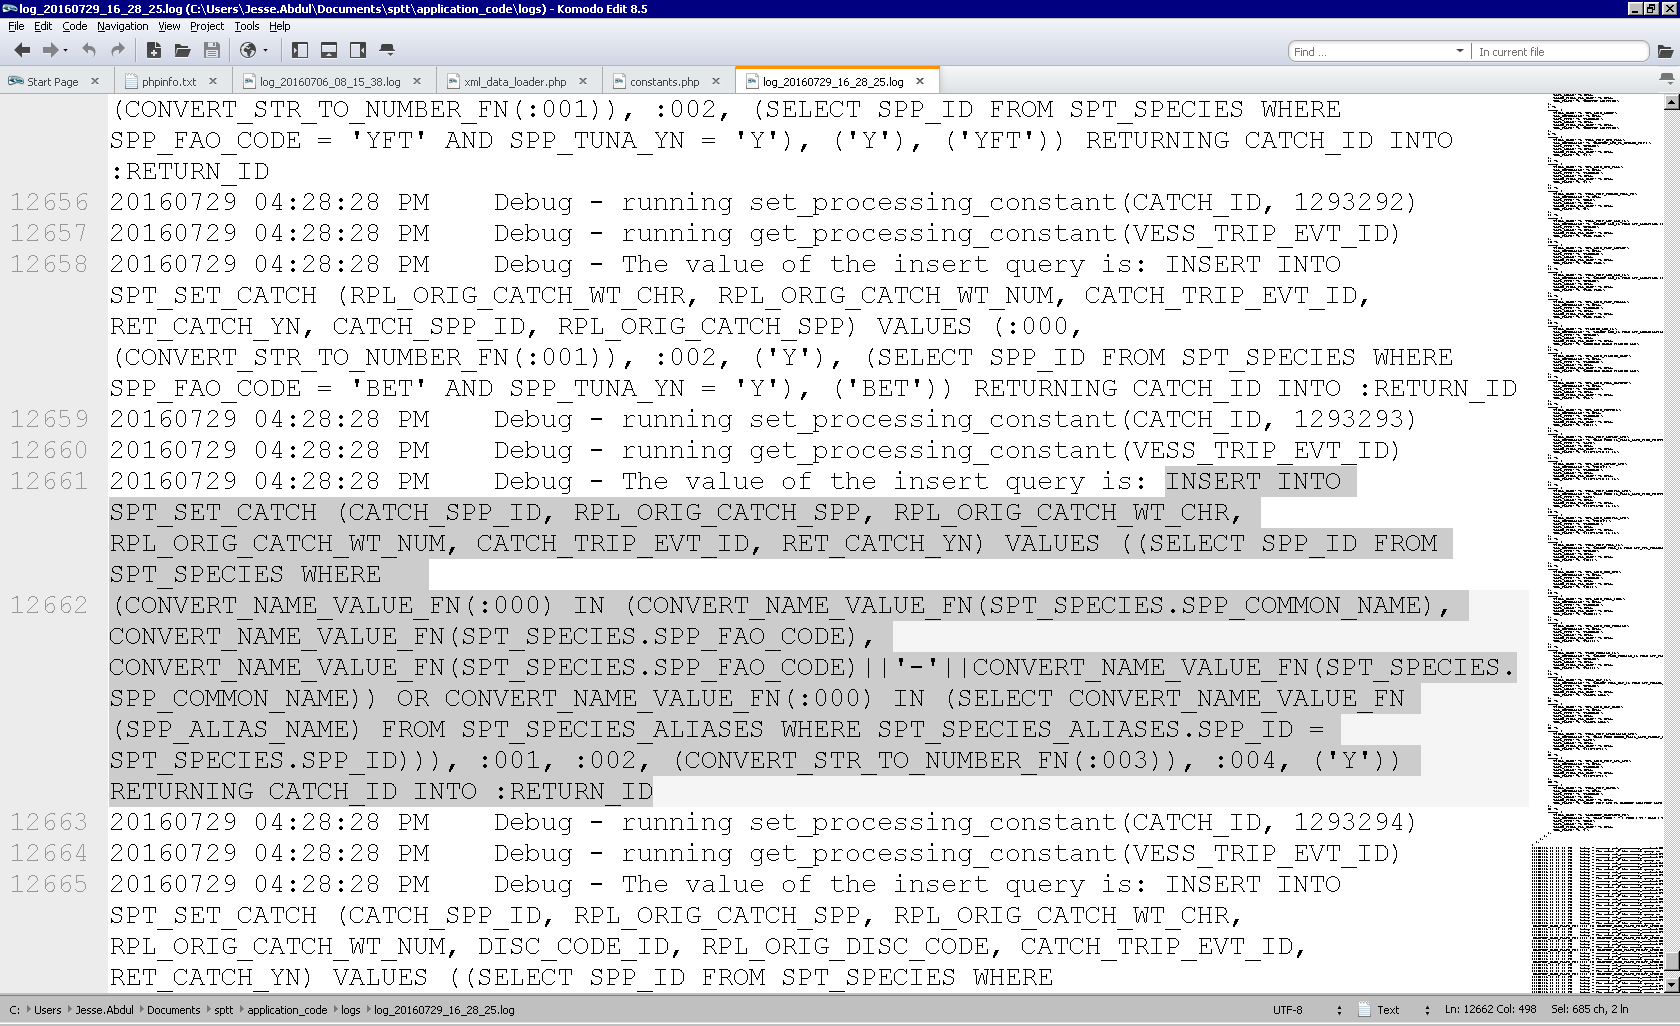 log_20160729_16_28_25.log (C:\Users\Jesse.Abdul\Documents\sptt\application_code\logs) - Komodo Edit 8.5
File Edit Code Navigation View Project Tools Help
Find ... In current file
Start Page phpinfo.txt log_20160706_08_15_38.log xml_data_loader.php constants.php log_20160729_16_28_25.log
(CONVERT_STR_TO_NUMBER_FN(:001)), :002, (SELECT SPP_ID FROM SPT_SPECIES WHERE
SPP_FAO_CODE = 'YFT' AND SPP_TUNA_YN = 'Y'), ('Y'), ('YFT')) RETURNING CATCH_ID INTO
:RETURN_ID
12656 20160729 04:28:28 PM Debug - running set_processing_constant(CATCH_ID, 1293292)
12657 20160729 04:28:28 PM Debug - running get_processing_constant(VESS_TRIP_EVT_ID)
12658 20160729 04:28:28 PM Debug - The value of the insert query is: INSERT INTO
SPT_SET_CATCH (RPL_ORIG_CATCH_WT_CHR, RPL_ORIG_CATCH_WT_NUM, CATCH_TRIP_EVT_ID,
RET_CATCH_YN, CATCH_SPP_ID, RPL_ORIG_CATCH_SPP) VALUES (:000,
(CONVERT_STR_TO_NUMBER_FN(:001)), :002, ('Y'), (SELECT SPP_ID FROM SPT_SPECIES WHERE
SPP_FAO_CODE = 'BET' AND SPP_TUNA_YN = 'Y'), ('BET')) RETURNING CATCH_ID INTO :RETURN_ID
12659 20160729 04:28:28 PM Debug - running set_processing_constant(CATCH_ID, 1293293)
12660 20160729 04:28:28 PM Debug - running get_processing_constant(VESS_TRIP_EVT_ID)
12661 20160729 04:28:28 PM Debug - The value of the insert query is: INSERT INTO
SPT_SET_CATCH (CATCH_SPP_ID, RPL_ORIG_CATCH_SPP, RPL_ORIG_CATCH_WT_CHR,
RPL_ORIG_CATCH_WT_NUM, CATCH_TRIP_EVT_ID, RET_CATCH_YN) VALUES ((SELECT SPP_ID FROM
SPT_SPECIES WHERE
12662 (CONVERT_NAME_VALUE_FN(:000) IN (CONVERT_NAME_VALUE_FN(SPT_SPECIES.SPP_COMMON_NAME),
CONVERT_NAME_VALUE_FN(SPT_SPECIES.SPP_FAO_CODE),
CONVERT_NAME_VALUE_FN(SPT_SPECIES.SPP_FAO_CODE)||'-'||CONVERT_NAME_VALUE_FN(SPT_SPECIES.
SPP_COMMON_NAME)) OR CONVERT_NAME_VALUE_FN(:000) IN (SELECT CONVERT_NAME_VALUE_FN
(SPP_ALIAS_NAME) FROM SPT_SPECIES_ALIASES WHERE SPT_SPECIES_ALIASES.SPP_ID =
SPT_SPECIES.SPP_ID))), :001, :002, (CONVERT_STR_TO_NUMBER_FN(:003)), :004, ('Y'))
RETURNING CATCH_ID INTO :RETURN_ID
12663 20160729 04:28:28 PM Debug - running set_processing_constant(CATCH_ID, 1293294)
12664 20160729 04:28:28 PM Debug - running get_processing_constant(VESS_TRIP_EVT_ID)
12665 20160729 04:28:28 PM Debug - The value of the insert query is: INSERT INTO
SPT_SET_CATCH (CATCH_SPP_ID, RPL_ORIG_CATCH_SPP, RPL_ORIG_CATCH_WT_CHR,
RPL_ORIG_CATCH_WT_NUM, DISC_CODE_ID, RPL_ORIG_DISC_CODE, CATCH_TRIP_EVT_ID,
RET_CATCH_YN) VALUES ((SELECT SPP_ID FROM SPT_SPECIES WHERE
C: Users Jesse.Abdul Documents sptt application_code logs log_20160729_16_28_25.log UTF-8 Text Ln: 12662 Col: 498 Sel: 685 ch, 2 ln